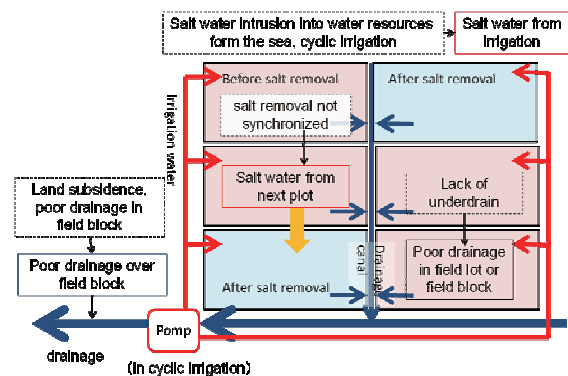 Salt water intrusion into water resources
form the sea, cyclic irrigation
Salt water from
irrigation
Before salt removal
After salt removal
salt removal not
synchronized
Irrigation water
Salt water from
next plot
Lack of
underdrain
Land subsidence,
poor drainage in
field block
Poor drainage over
field block
After salt removal
Drainage
canal
Poor drainage
in field lot or
field block
Pomp
drainage
(in cyclic irrigation)